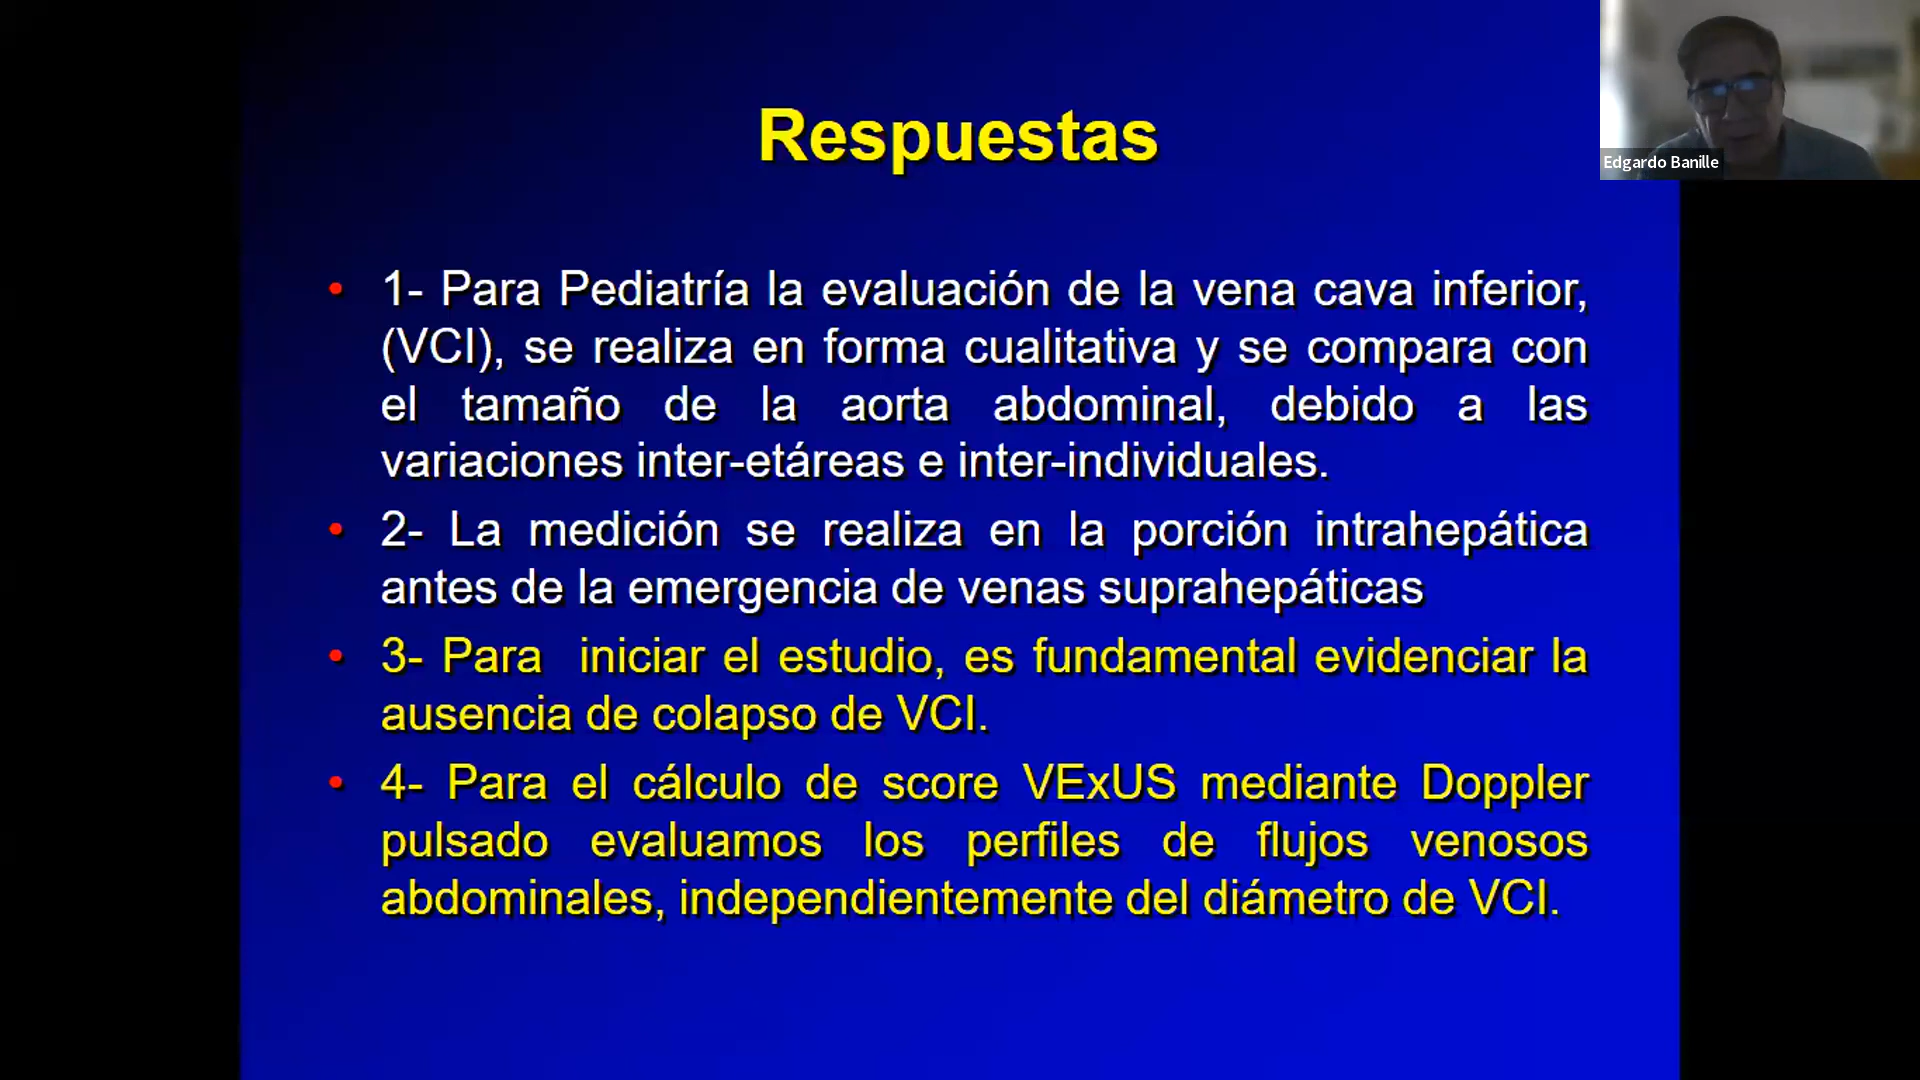 Respuestas
Edgardo Banille
• 1- Para Pediatría la evaluación de la vena cava inferior,
(VCI), se realiza en forma cualitativa y se compara con
el tamaño de la aorta abdominal, debido a las
variaciones inter-etáreas e inter-individuales.
• 2- La medición se realiza en la porción intrahepática
antes de la emergencia de venas suprahepáticas
• 3- Para iniciar el estudio, es fundamental evidenciar la
ausencia de colapso de VCI.
• 4- Para el cálculo de score VExUS mediante Doppler
pulsado evaluamos los perfiles de flujos venosos
abdominales, independientemente del diámetro de VCI.